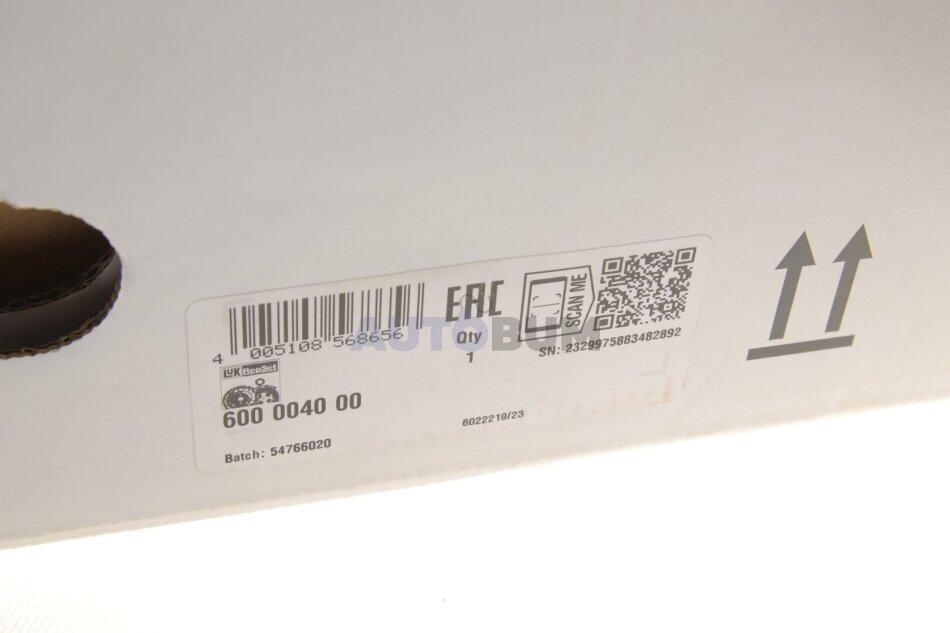 4 005108 568656
EAC
Qty
1
SCAN ME
SN: 2329975883482892
LUK RepSet
600 0040 00
6022219/23
Batch: 54766020
AUTOBUM